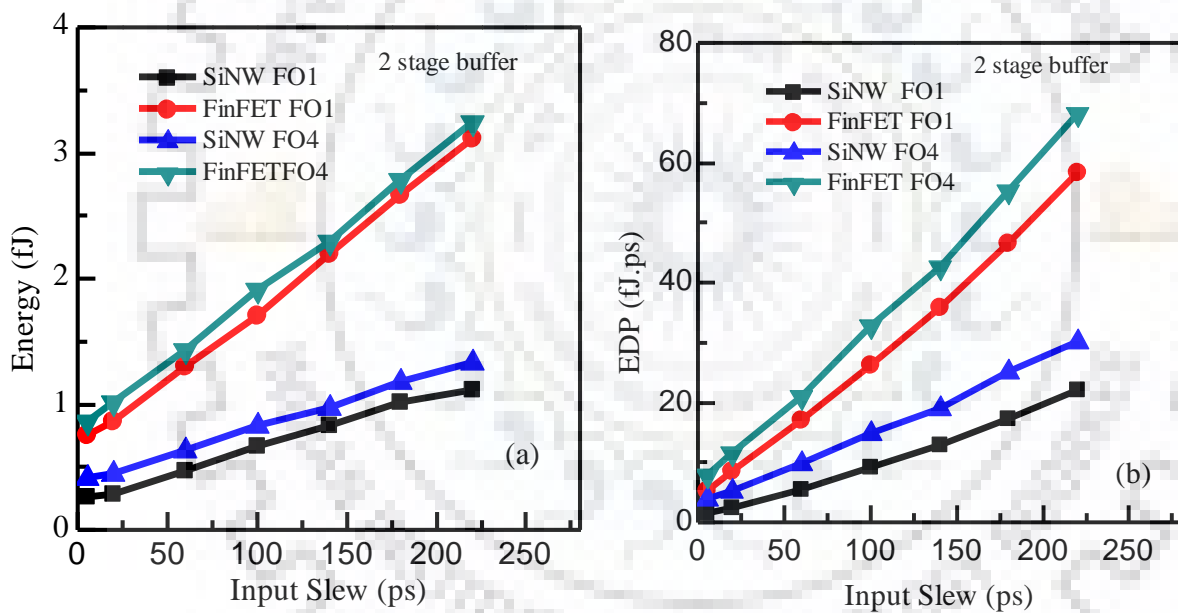 4
3
2
1
0
Energy (fJ)
2 stage buffer
SiNW FO1
FinFET FO1
SiNW FO4
FinFETFO4
(a)
0 50 100 150 200 250
Input Slew (ps)
80
60
40
20
0
EDP (fJ.ps)
2 stage buffer
SiNW FO1
FinFET FO1
SiNW FO4
FinFET FO4
(b)
0 50 100 150 200 250
Input Slew (ps)